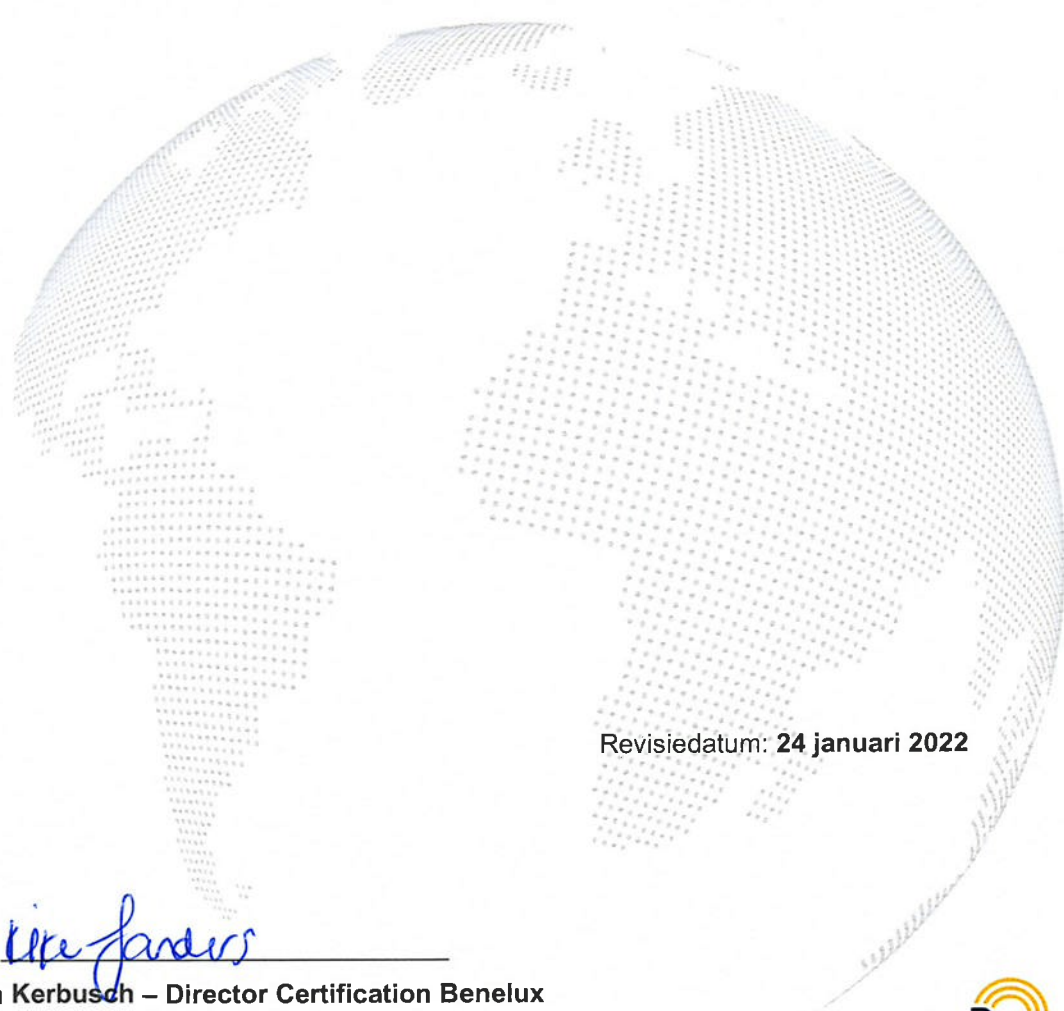 Revisiedatum: 24 januari 2022
Kerbusch – Director Certification Benelux